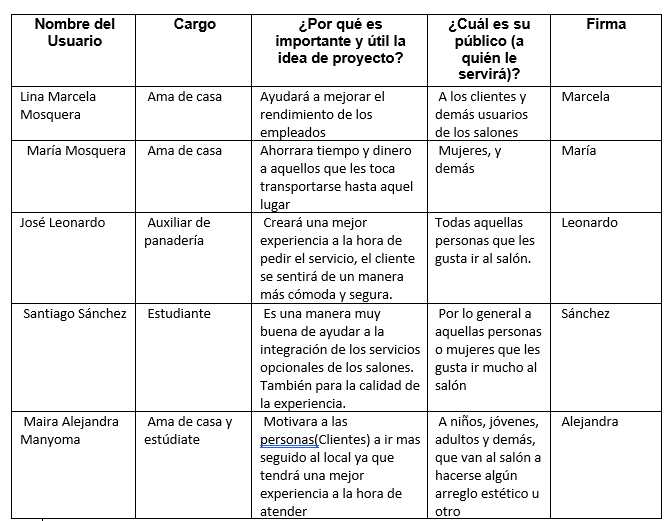 Nombre del Usuario
Cargo
¿Por qué es importante y útil la idea de proyecto?
¿Cuál es su público (a quién le servirá)?
Firma
Lina Marcela
Mosquera
Ama de casa
Ayudará a mejorar el
rendimiento de los
empleados
A los clientes y
demás usuarios
de los salones
Marcela
María Mosquera
Ama de casa
Ahorrara tiempo y dinero
a aquellos que les toca
transportarse hasta aquel
lugar
Mujeres, y
demás
María
José Leonardo
Auxiliar de
panadería
Creará una mejor
experiencia a la hora de
pedir el servicio, el cliente
se sentirá de un manera
más cómoda y segura.
Todas aquellas
personas que les
gusta ir al salón.
Leonardo
Santiago Sánchez
Estudiante
Es una manera muy
buena de ayudar a la
integración de los servicios
opcionales de los salones.
También para la calidad de
la experiencia.
Por lo general a
aquellas personas
o mujeres que les
gusta ir mucho al
salón
Sánchez
Maira Alejandra
Manyoma
Ama de casa y
estúdiate
Motivara a las
personas(Clientes) a ir mas
seguido al local ya que
tendrá una mejor
experiencia a la hora de
atender
A niños, jóvenes,
adultos y demás,
que van al salón a
hacerse algún
arreglo estético u
otro
Alejandra